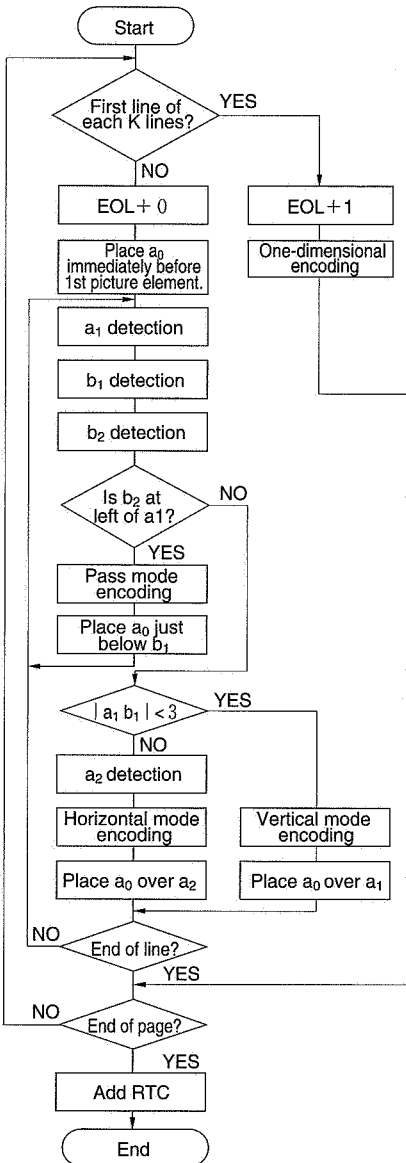 Start
First line of
each K lines?
YES
NO
EOL + 0
EOL+1
Place a₀
immediately before
1st picture element.
One-dimensional
encoding
a₁ detection
b₁ detection
b₂ detection
Is b₂ at
left of a1?
NO
YES
Pass mode
encoding
Place a₀ just
below b₁
| a₁ b₁ | < 3
YES
NO
a₂ detection
Horizontal mode
encoding
Vertical mode
encoding
Place a₀ over a₂
Place a₀ over a₁
NO
End of line?
YES
NO
End of page?
YES
Add RTC
End